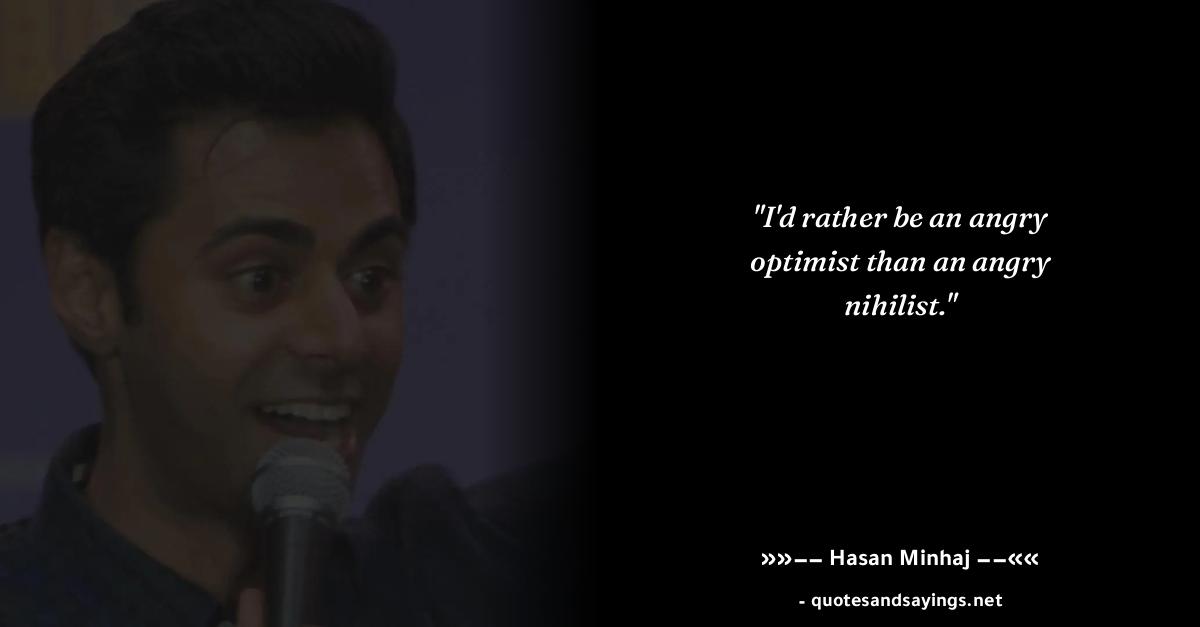 "I'd rather be an angry
optimist than an angry
nihilist."
»»−− Hasan Minhaj −−««
- quotesandsayings.net